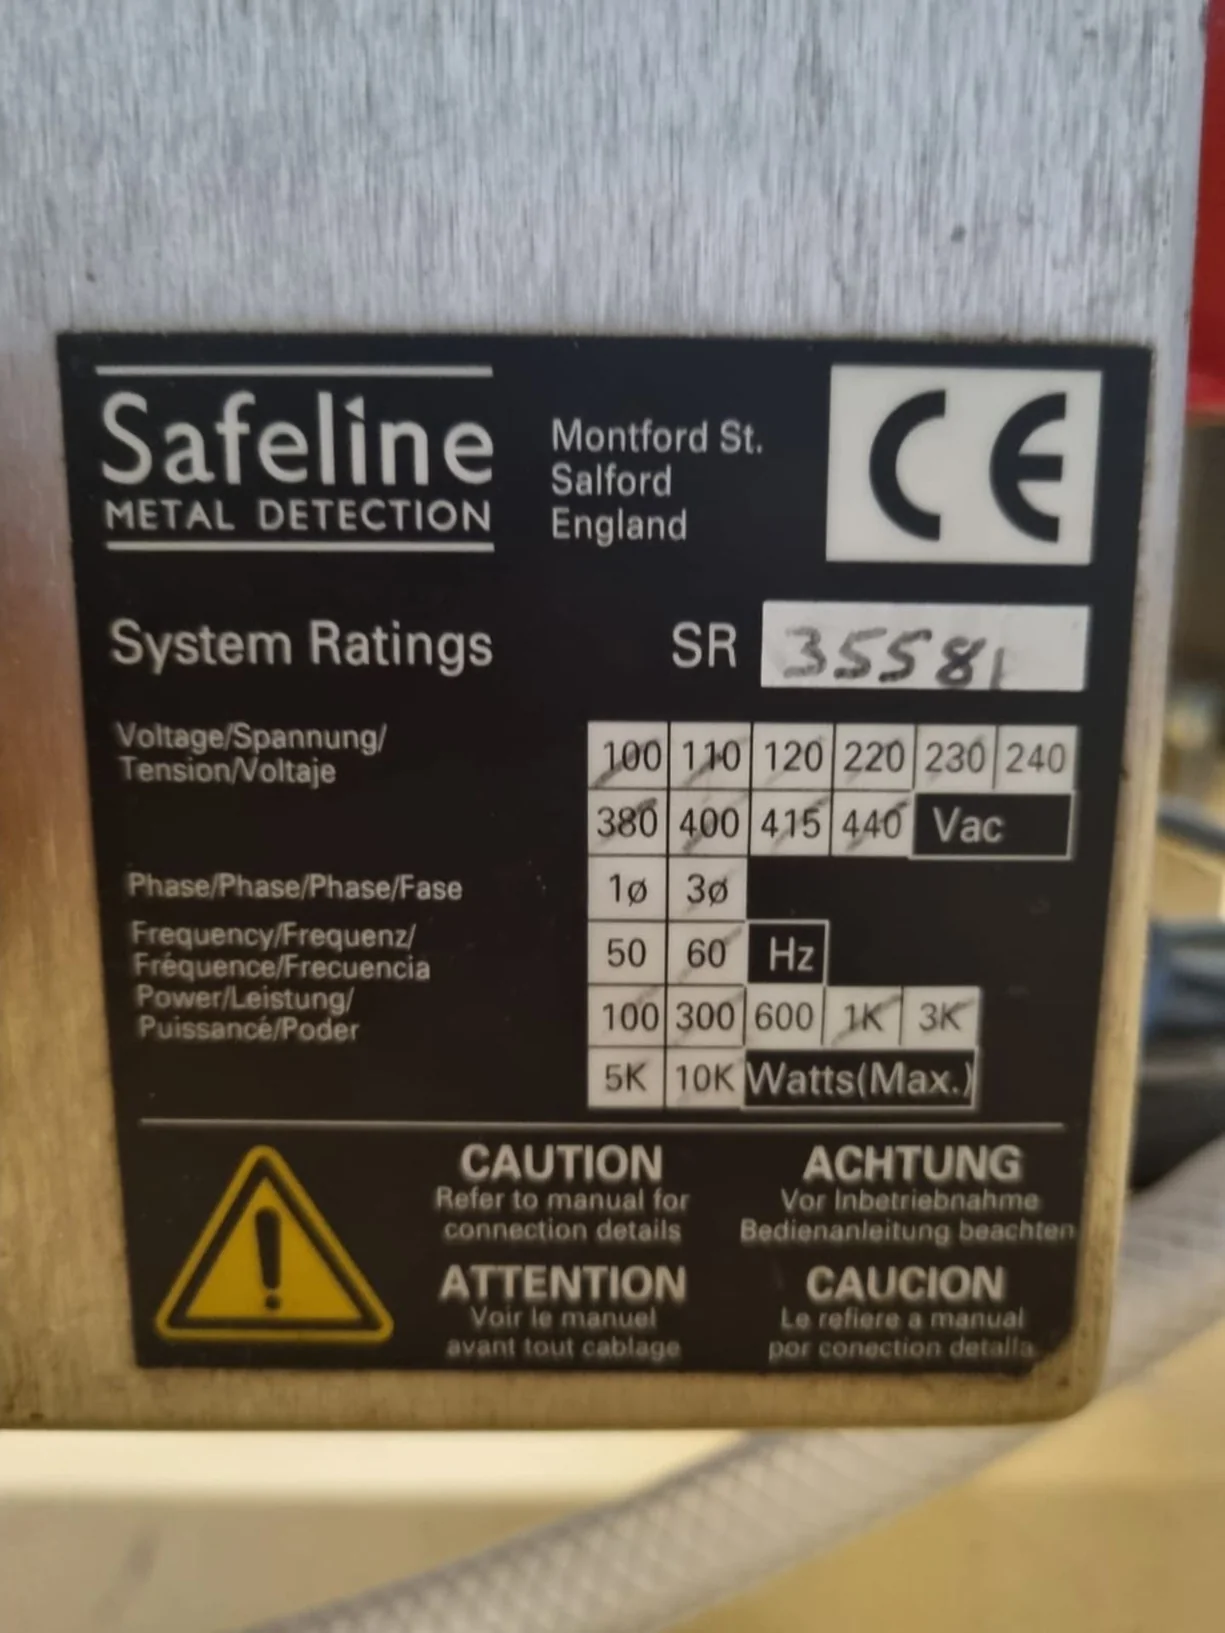 Safeline
METAL DETECTION
Montford St.
Salford
England
CE
System Ratings SR 35581
Voltage/Spannung/
Tension/Voltaje
100 110 120 220 230 240
380 400 415 440 Vac
Phase/Phase/Phase/Fase 1ø 3ø
Frequency/Frequenz/
Fréquence/Frecuencia
50 60 Hz
Power/Leistung/
Puissancé/Poder
100 300 600 1K 3K
5K 10K Watts(Max.)
CAUTION
Refer to manual for
connection details
ACHTUNG
Vor Inbetriebnahme
Bedienanleitung beachten
ATTENTION
Voir le manuel
avant tout cablage
CAUCION
Le refiere a manual
por conection detalla